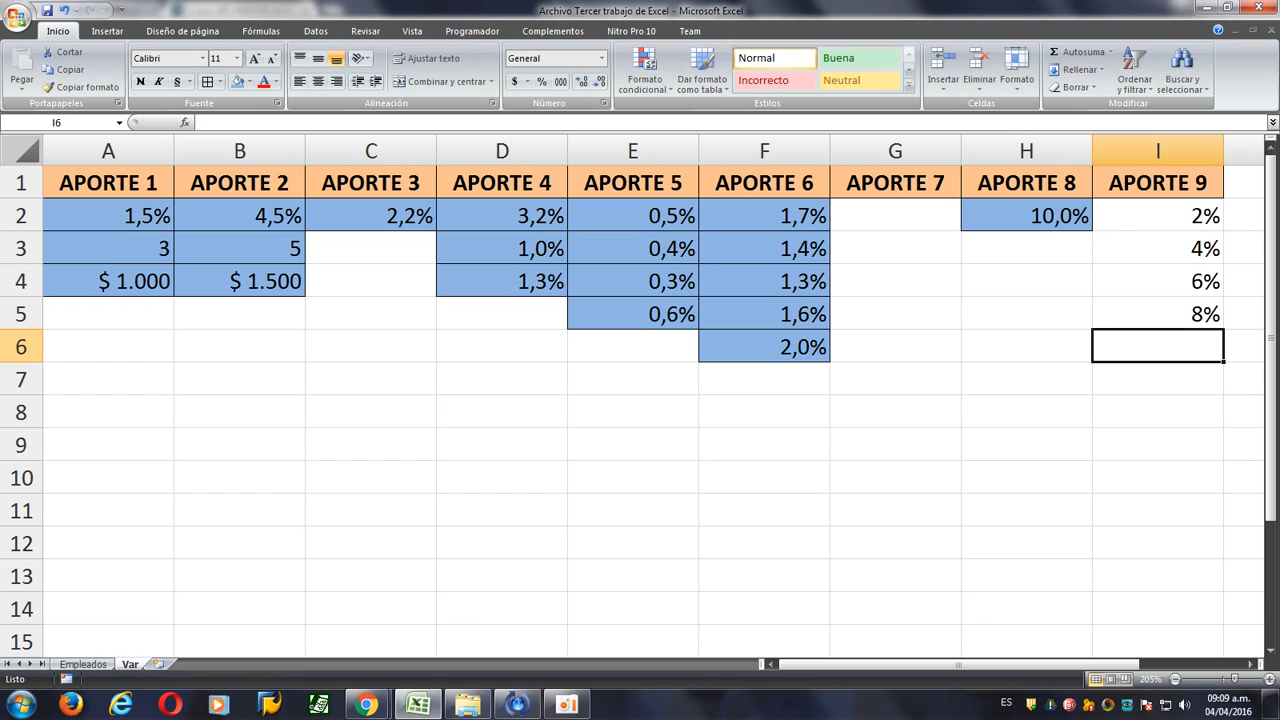 Archivo Tercer trabajo de Excel - Microsoft Excel
Inicio Insertar Diseño de página Fórmulas Datos Revisar Vista Programador Complementos Nitro Pro 10 Team
Pegar
Cortar
Copiar
Copiar formato
Portapapeles
Calibri 11
N K S
Fuente
Ajustar texto
Combinar y centrar
Alineación
General
$ % 000
Número
Formato condicional
Dar formato como tabla
Normal Buena
Incorrecto Neutral
Estilos
Insertar Eliminar Formato
Celdas
Autosuma
Rellenar
Borrar
Ordenar y filtrar
Buscar y seleccionar
Modificar
I6 fx
A B C D E F G H I
1 APORTE 1 APORTE 2 APORTE 3 APORTE 4 APORTE 5 APORTE 6 APORTE 7 APORTE 8 APORTE 9
2 1,5% 4,5% 2,2% 3,2% 0,5% 1,7% 10,0% 2%
3 3 5 1,0% 0,4% 1,4% 4%
4 $ 1.000 $ 1.500 1,3% 0,3% 1,3% 6%
5 0,6% 1,6% 8%
6 2,0%
7
8
9
10
11
12
13
14
15
Empleados Var
Listo 205%
ES 09:09 a.m.
04/04/2016